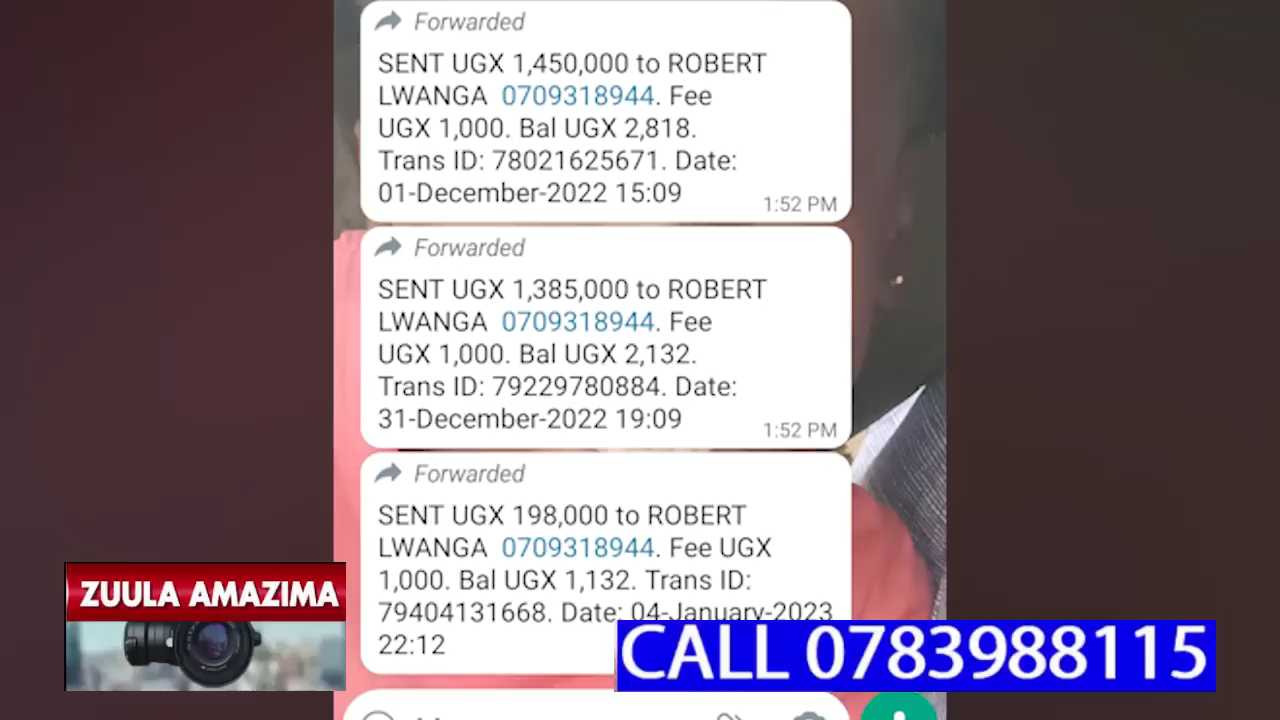 Forwarded
SENT UGX 1,450,000 to ROBERT
LWANGA 0709318944. Fee
UGX 1,000. Bal UGX 2,818.
Trans ID: 78021625671. Date:
01-December-2022 15:09
1:52 PM
Forwarded
SENT UGX 1,385,000 to ROBERT
LWANGA 0709318944. Fee
UGX 1,000. Bal UGX 2,132.
Trans ID: 79229780884. Date:
31-December-2022 19:09
1:52 PM
Forwarded
SENT UGX 198,000 to ROBERT
LWANGA 0709318944. Fee UGX
1,000. Bal UGX 1,132. Trans ID:
79404131668. Date: 04-January-2023
22:12
ZUULA AMAZIMA
CALL 0783988115